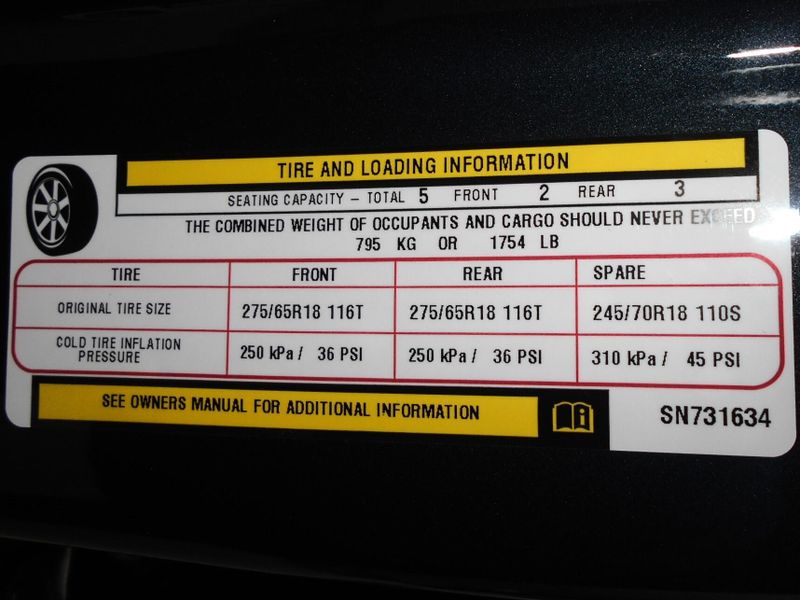 TIRE AND LOADING INFORMATION
SEATING CAPACITY – TOTAL 5 FRONT 2 REAR 3
THE COMBINED WEIGHT OF OCCUPANTS AND CARGO SHOULD NEVER EXCEED
795 KG OR 1754 LB
TIRE FRONT REAR SPARE
ORIGINAL TIRE SIZE 275/65R18 116T 275/65R18 116T 245/70R18 110S
COLD TIRE INFLATION
PRESSURE 250 kPa / 36 PSI 250 kPa / 36 PSI 310 kPa / 45 PSI
SEE OWNERS MANUAL FOR ADDITIONAL INFORMATION
SN731634